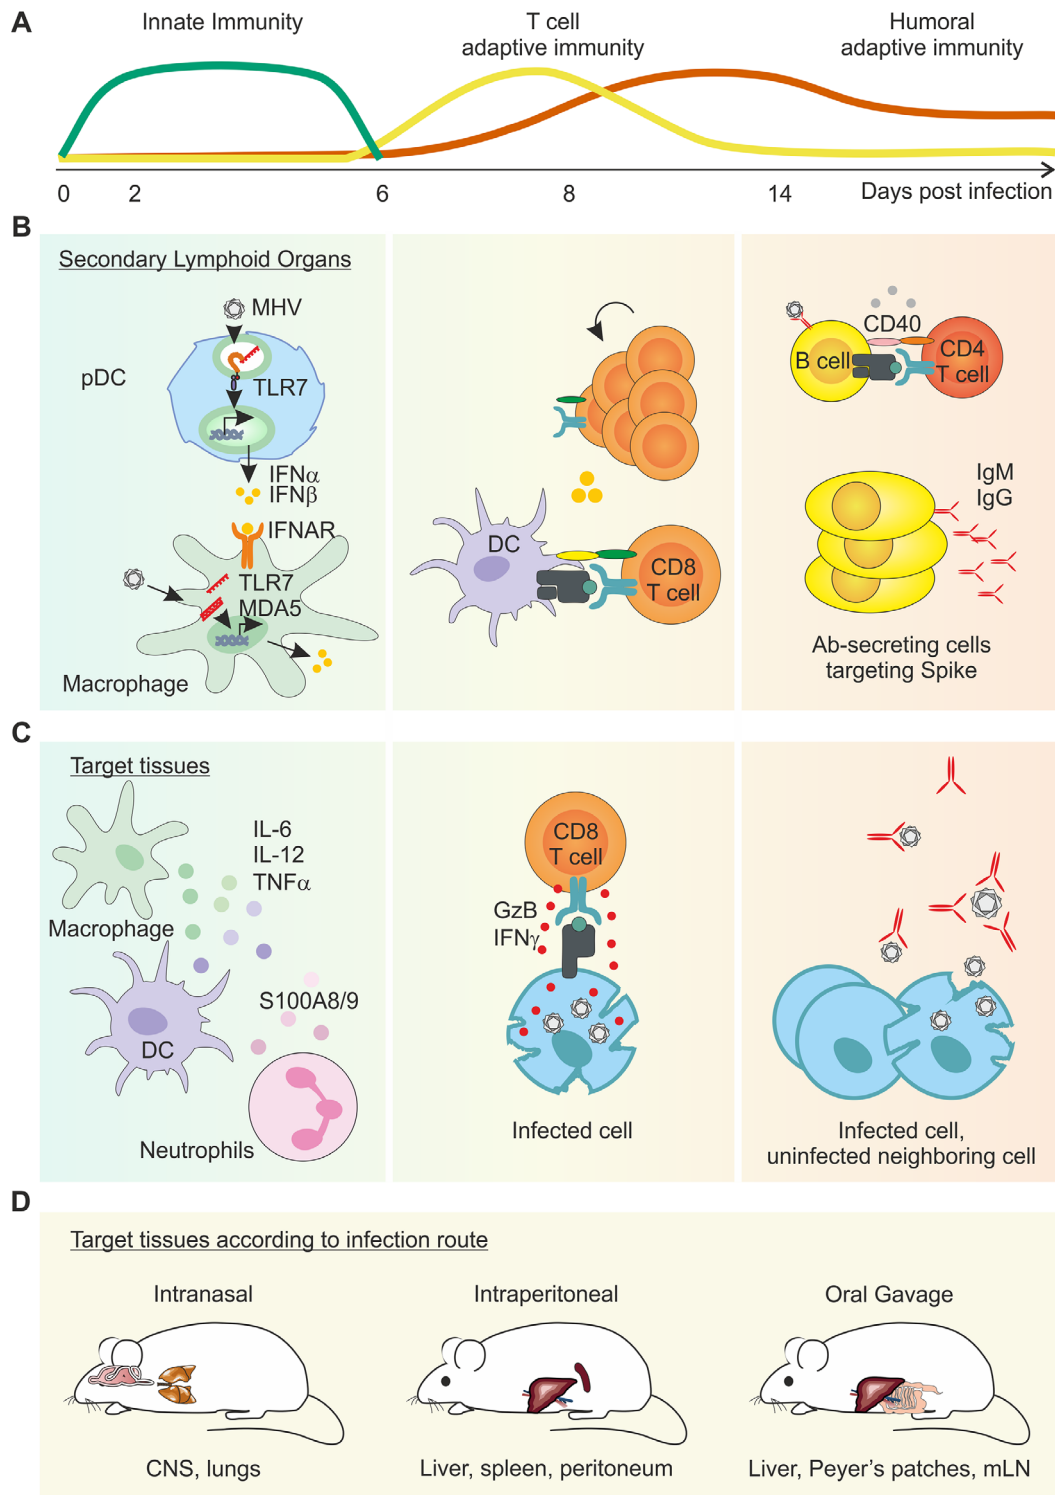 A
Innate Immunity
T cell
adaptive immunity
Humoral
adaptive immunity
0
2
6
8
14
Days post infection
B
Secondary Lymphoid Organs
MHV
pDC
TLR7
IFNα
IFNβ
IFNAR
TLR7
MDA5
Macrophage
DC
CD8
T cell
CD40
B cell
CD4
T cell
IgM
IgG
Ab-secreting cells
targeting Spike
C
Target tissues
IL-6
IL-12
TNFα
Macrophage
S100A8/9
DC
Neutrophils
CD8
T cell
GzB
IFNγ
Infected cell
Infected cell,
uninfected neighboring cell
D
Target tissues according to infection route
Intranasal
Intraperitoneal
Oral Gavage
CNS, lungs
Liver, spleen, peritoneum
Liver, Peyer's patches, mLN